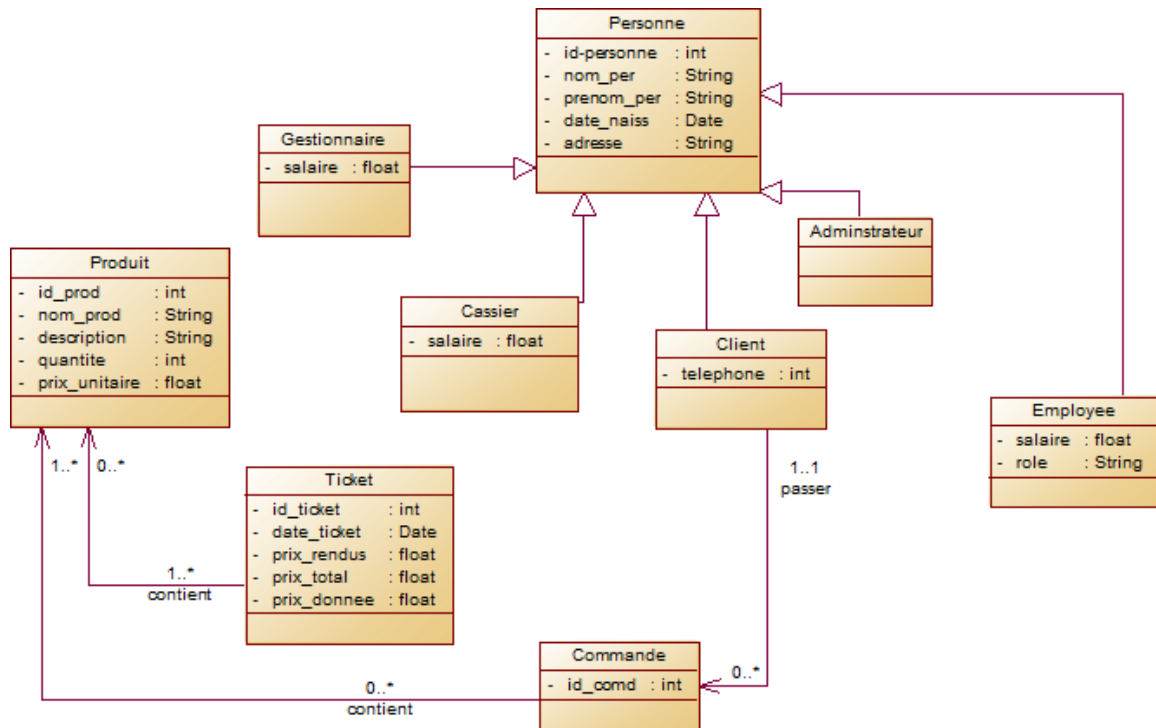 Personne
- id-personne : int
- nom_per : String
- prenom_per : String
- date_naiss : Date
- adresse : String
Gestionnaire
- salaire : float
Adminstrateur
Produit
- id_prod : int
- nom_prod : String
- description : String
- quantite : int
- prix_unitaire : float
Cassier
- salaire : float
Client
- telephone : int
Employee
- salaire : float
- role : String
1..*
0..*
1..1
passer
Ticket
- id_ticket : int
- date_ticket : Date
- prix_rendus : float
- prix_total : float
- prix_donnee : float
1..*
contient
Commande
- id_comd : int
0..*
0..*
contient